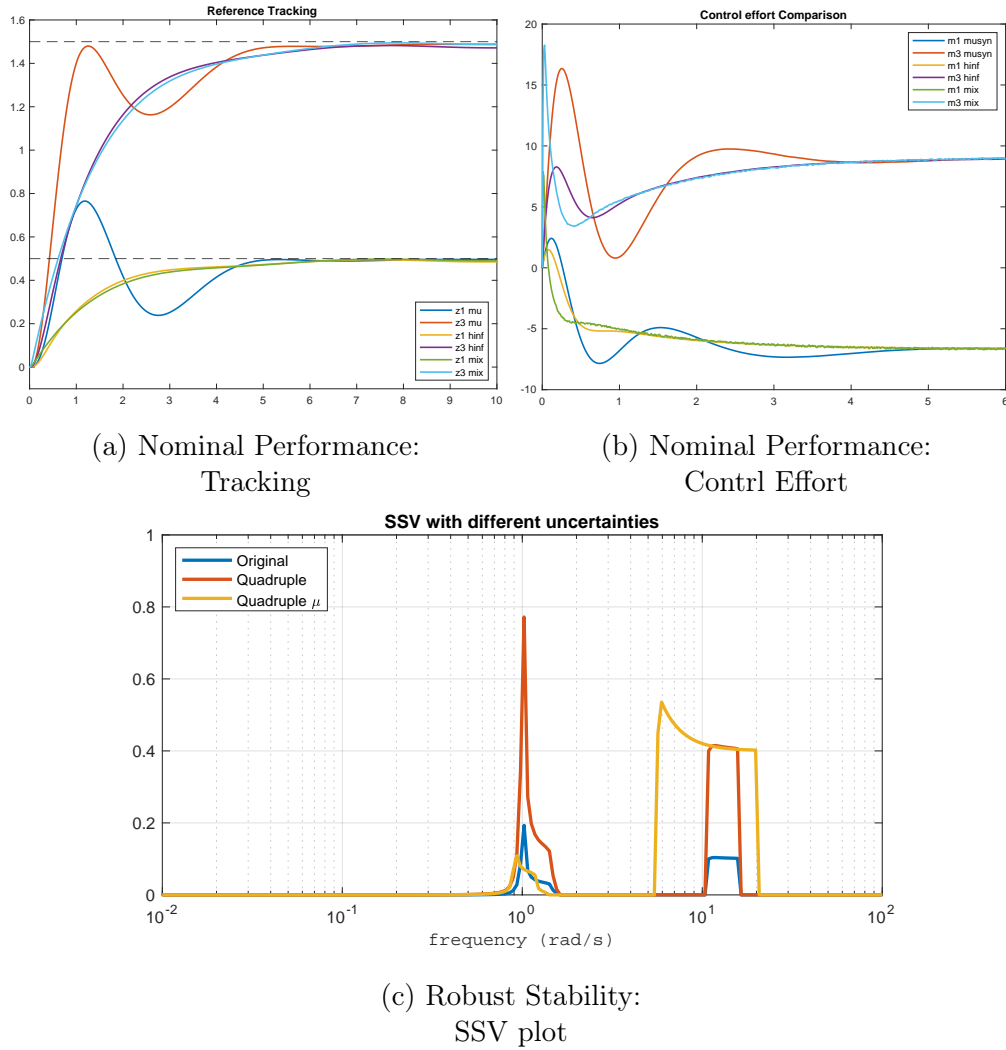 Reference Tracking
1.6
1.4
1.2
1
0.8
0.6
0.4
0.2
0
0 1 2 3 4 5 6 7 8 9 10
z1 mu
z3 mu
z1 hinf
z3 hinf
z1 mix
z3 mix
(a) Nominal Performance:
Tracking
Control effort Comparison
20
15
10
5
0
-5
-10
0 1 2 3 4 5 6
m1 musyn
m3 musyn
m1 hinf
m3 hinf
m1 mix
m3 mix
(b) Nominal Performance:
Contrl Effort
SSV with different uncertainties
1
0.8
0.6
0.4
0.2
0
Original
Quadruple
Quadruple μ
10^-2 10^-1 10^0 10^1 10^2
frequency (rad/s)
(c) Robust Stability:
SSV plot